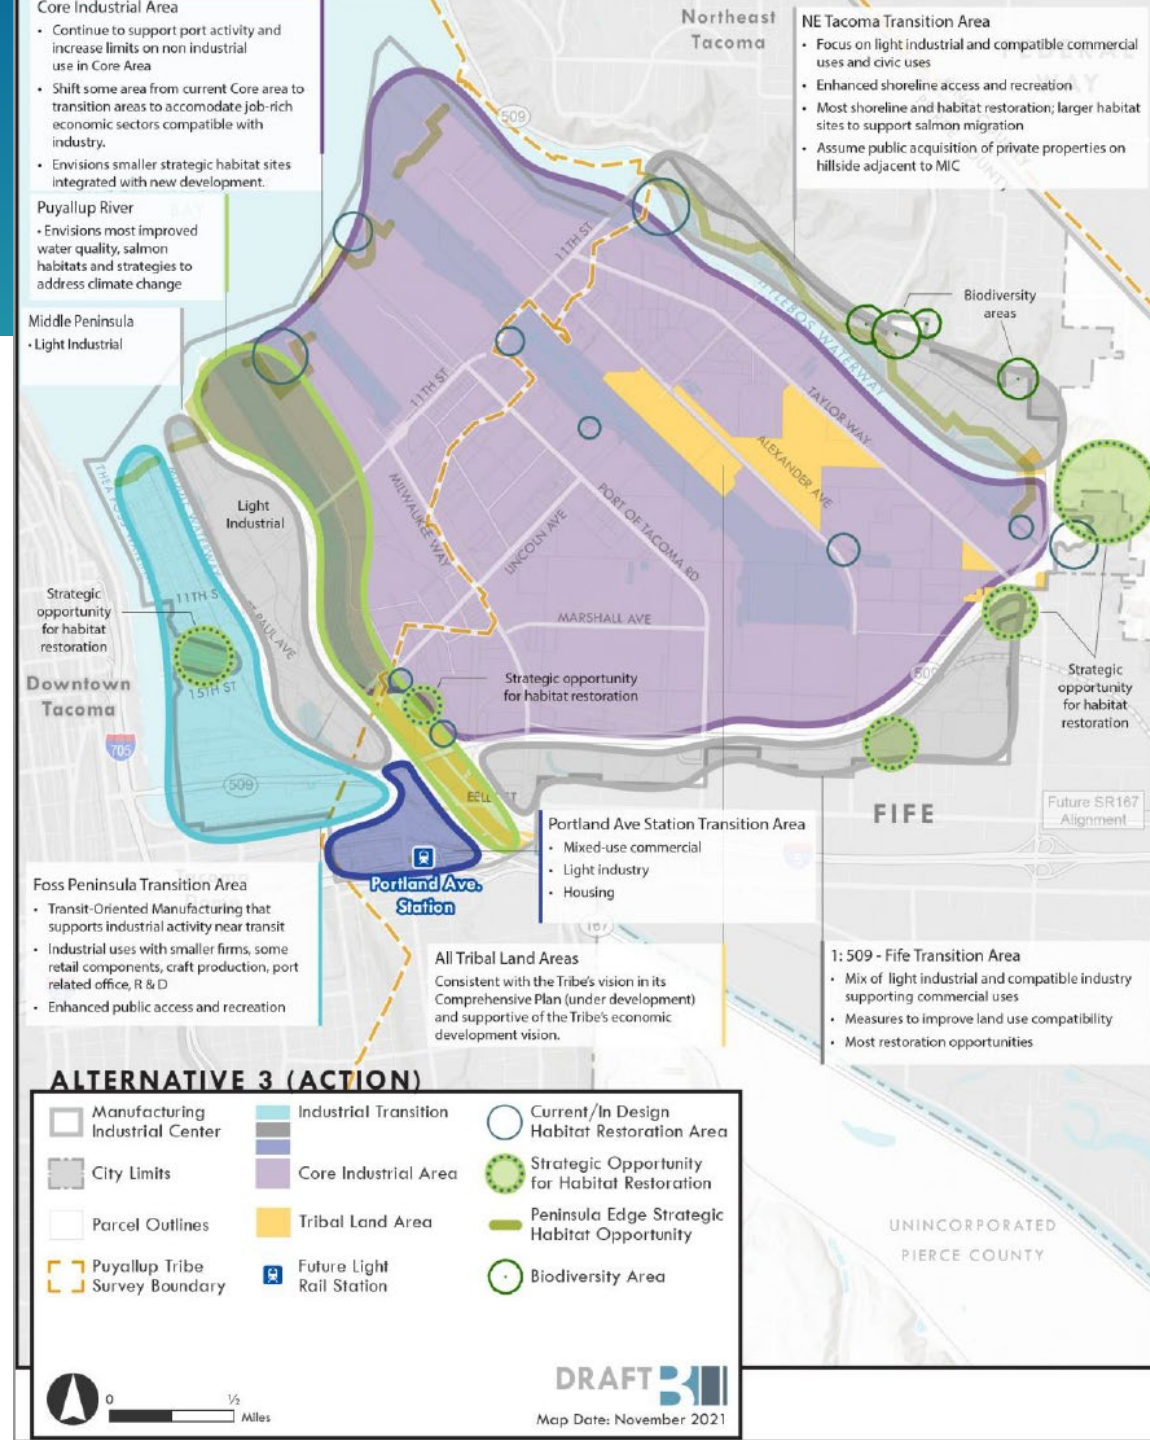 Core Industrial Area
• Continue to support port activity and
increase limits on non industrial
use in Core Area
• Shift some area from current Core area to
transition areas to accomodate job-rich
economic sectors compatible with
industry.
• Envisions smaller strategic habitat sites
integrated with new development.
Puyallup River
• Envisions most improved
water quality, salmon
habitats and strategies to
address climate change
Middle Peninsula
• Light Industrial
Northeast
Tacoma
NE Tacoma Transition Area
• Focus on light industrial and compatible commercial
uses and civic uses
• Enhanced shoreline access and recreation
• Most shoreline and habitat restoration; larger habitat
sites to support salmon migration
• Assume public acquisition of private properties on
hillside adjacent to MIC
FEDERAL
WAY
COUNTY
509
11TH ST
Biodiversity
areas
HYLEBOS WATERWAY
TAYLOR WAY
ALEXANDER AVE
11TH ST
MILWAUKEE WAY
LINCOLN AVE
PORT OF TACOMA RD
MARSHALL AVE
Light
Industrial
THEA FOSS
WATERWAY
11TH S
ST PAUL AVE
15TH ST
Strategic
opportunity
for habitat
restoration
Downtown
Tacoma
705
509
Strategic opportunity
for habitat restoration
509
Strategic
opportunity
for habitat
restoration
FIFE
Future SR167
Alignment
Portland Ave.
Station
Portland Ave Station Transition Area
• Mixed-use commercial
• Light industry
• Housing
167
Tacoma
Foss Peninsula Transition Area
• Transit-Oriented Manufacturing that
supports industrial activity near transit
• Industrial uses with smaller firms, some
retail components, craft production, port
related office, R & D
• Enhanced public access and recreation
All Tribal Land Areas
Consistent with the Tribe's vision in its
Comprehensive Plan (under development)
and supportive of the Tribe's economic
development vision.
1: 509 - Fife Transition Area
• Mix of light industrial and compatible industry
supporting commercial uses
• Measures to improve land use compatibility
• Most restoration opportunities
ALTERNATIVE 3 (ACTION)
Manufacturing
Industrial Center
City Limits
Parcel Outlines
Puyallup Tribe
Survey Boundary
Industrial Transition
Core Industrial Area
Tribal Land Area
Future Light
Rail Station
Current/In Design
Habitat Restoration Area
Strategic Opportunity
for Habitat Restoration
Peninsula Edge Strategic
Habitat Opportunity
Biodiversity Area
UNINCORPORATED
PIERCE COUNTY
0 ½
Miles
DRAFT
Map Date: November 2021